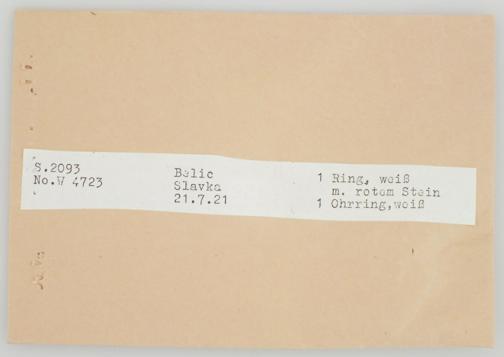 S.2093
No.W 4723
Belic
Slavka
21.7.21
1 Ring, weiß
m. rotem Stein
1 Ohrring,weiß